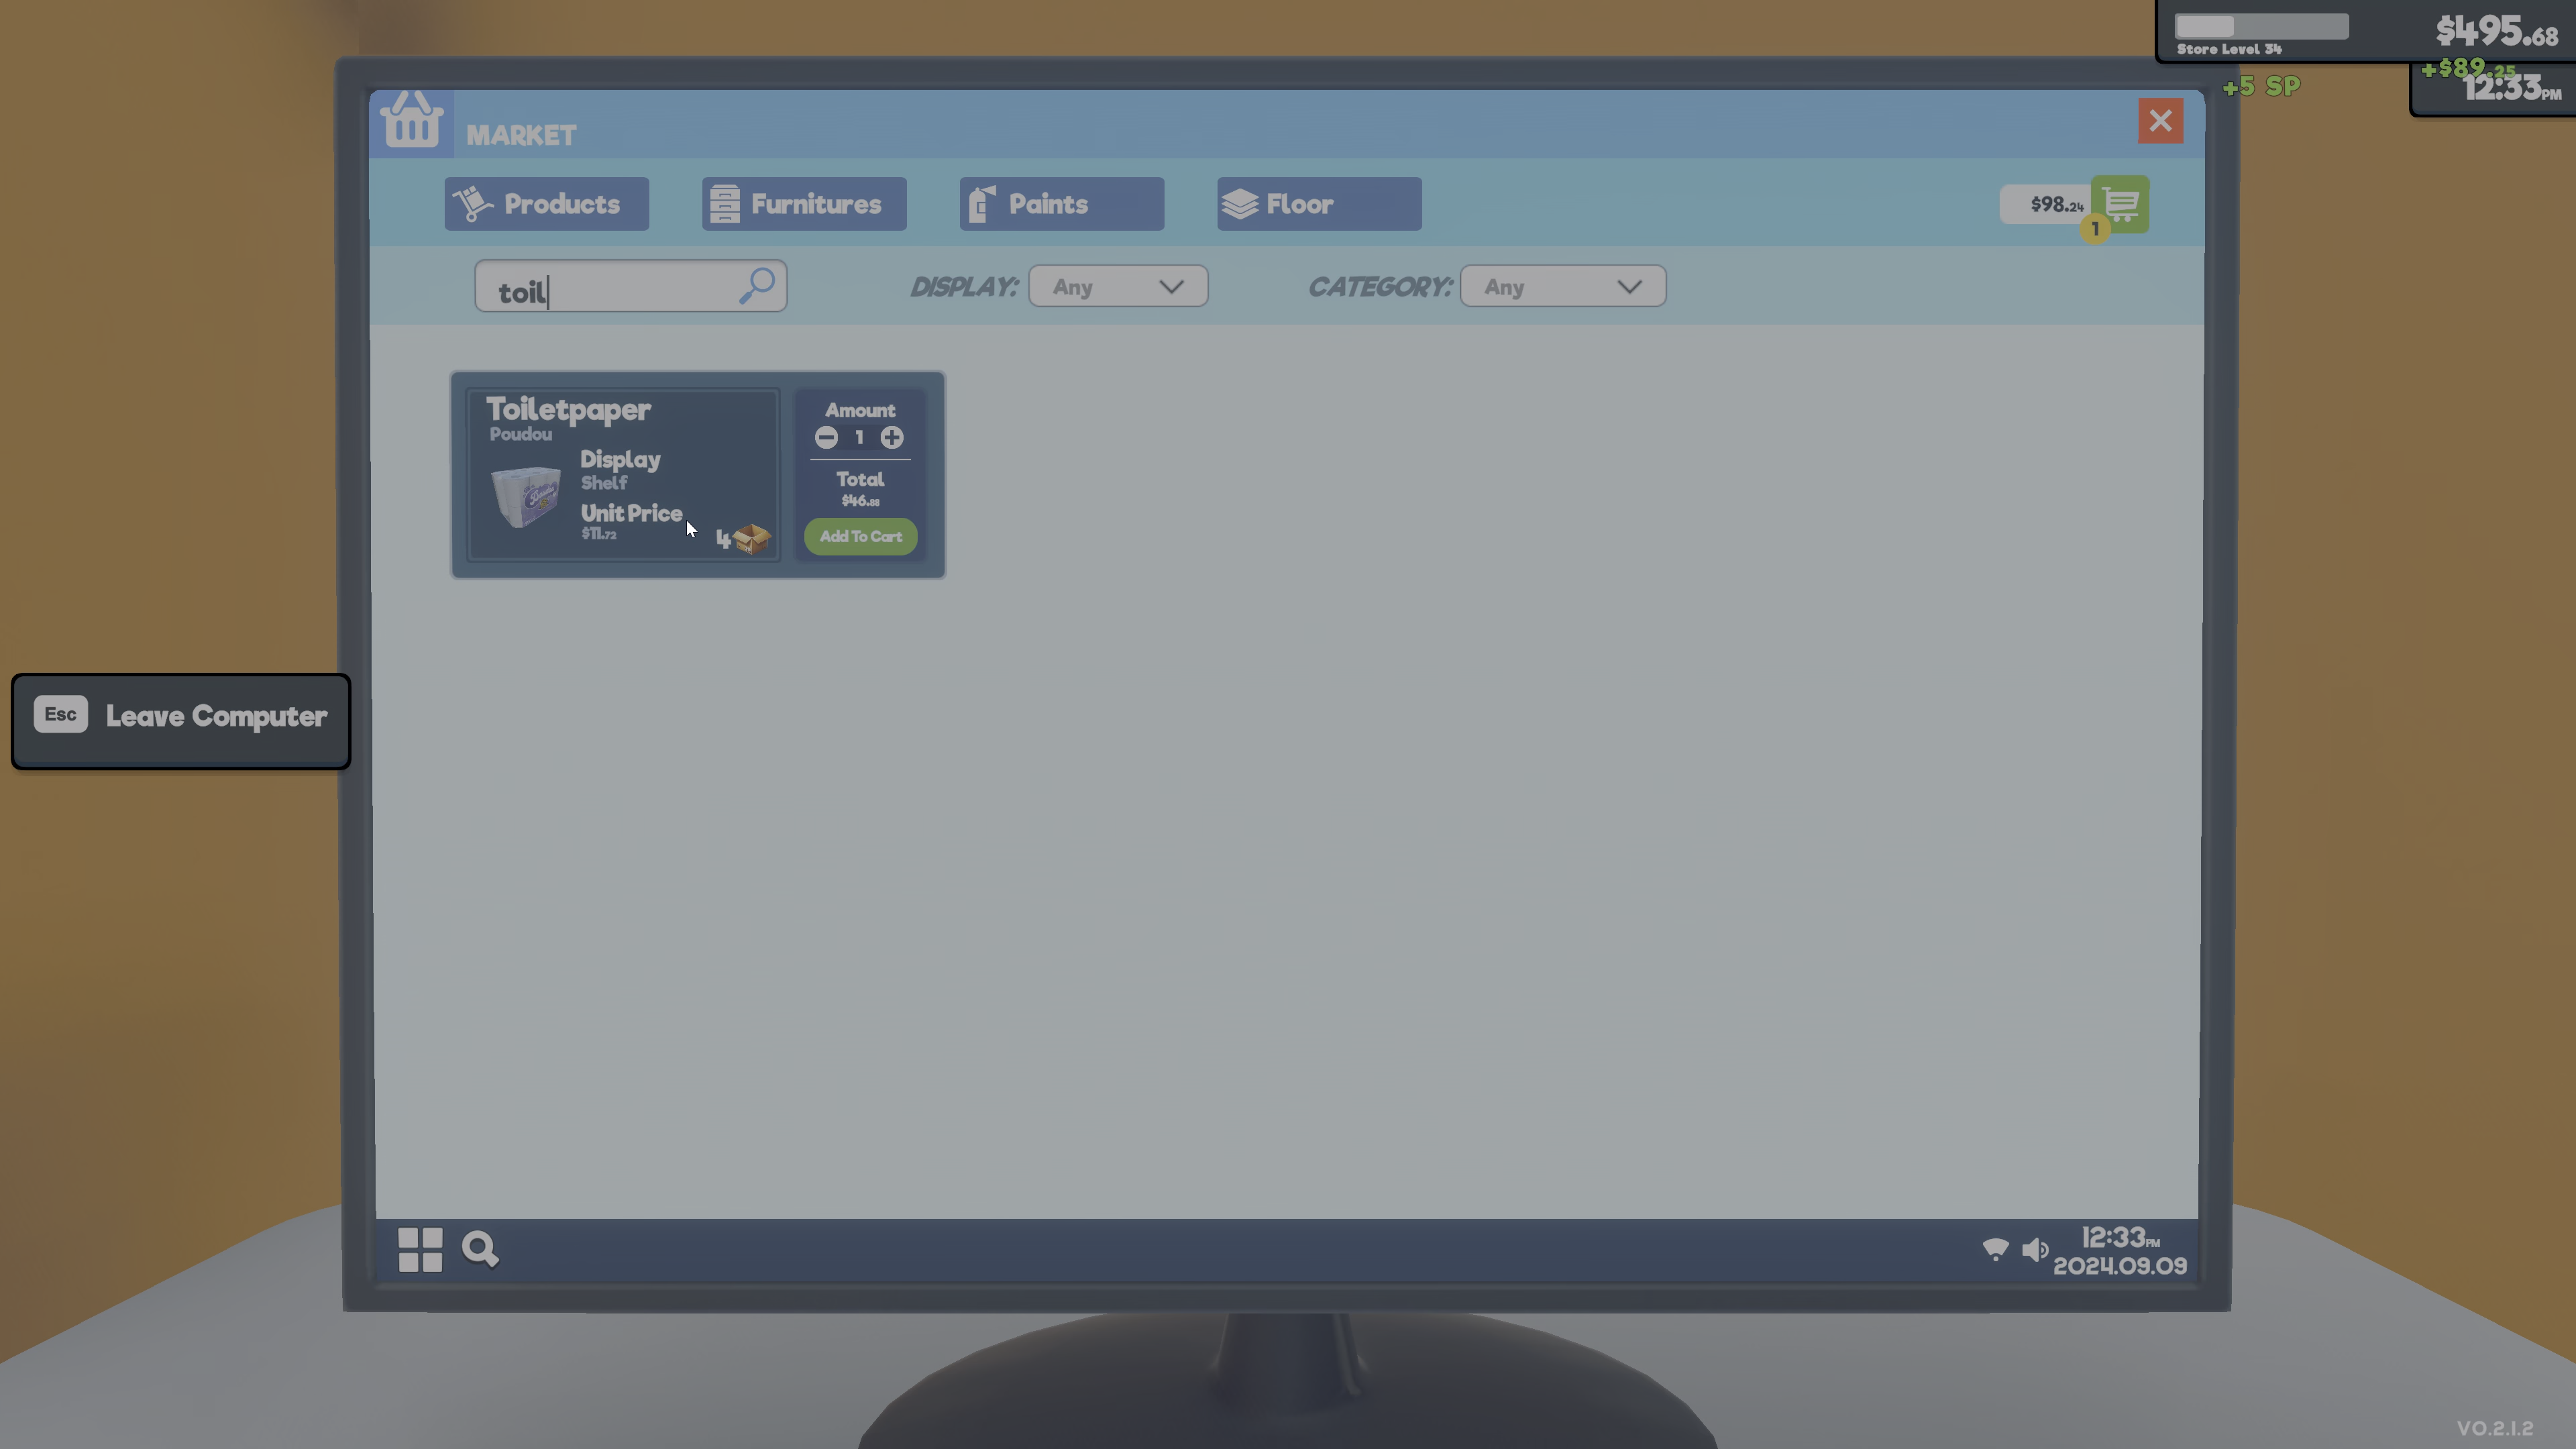 Store Level 34
$495.68
+$89.25
+5 SP
12:33PM
MARKET
Products
Furnitures
Paints
Floor
$98.24
1
toil
DISPLAY:
Any
CATEGORY:
Any
Toiletpaper
Poudou
Display
Shelf
Unit Price
$11.72
4
Amount
1
Total
$46.88
Add To Cart
Esc
Leave Computer
12:33PM
2024.09.09
V0.2.1.2